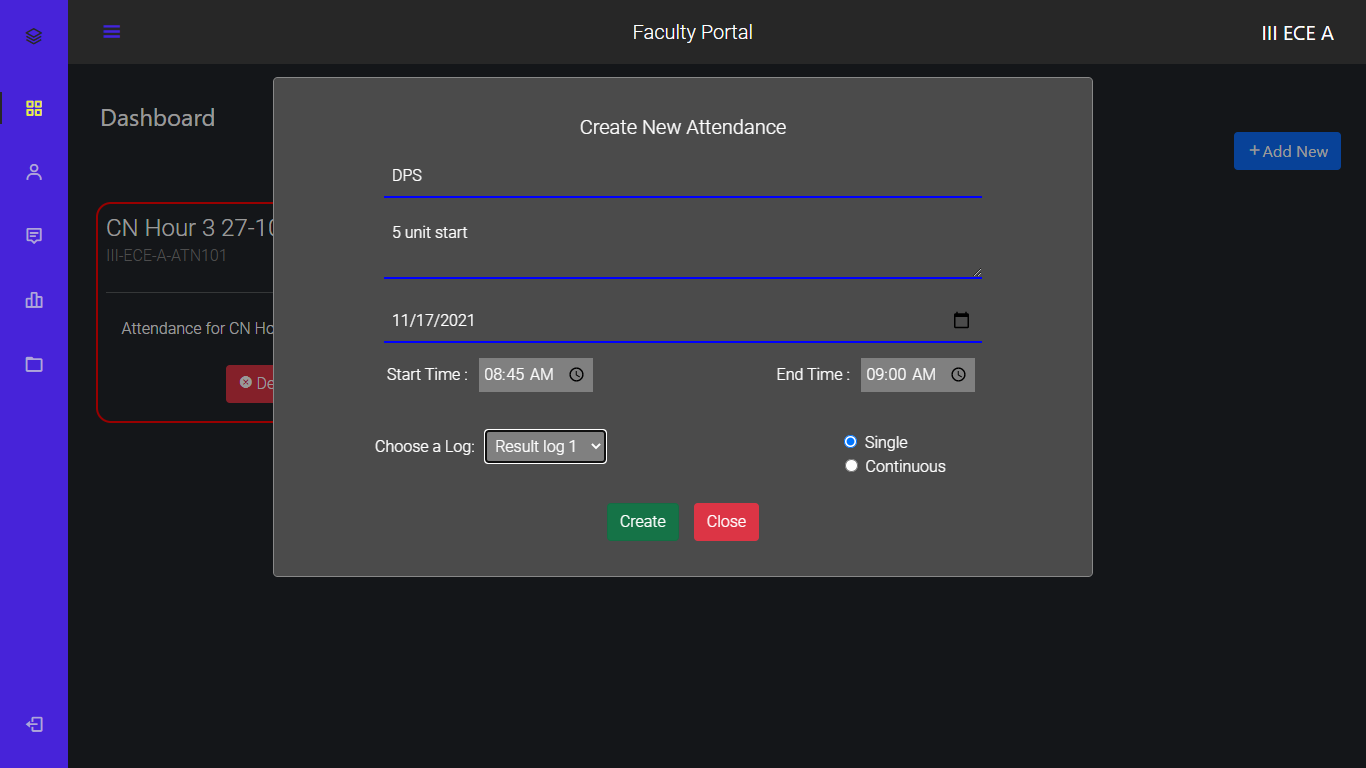 Faculty Portal
III ECE A
Dashboard
+ Add New
CN Hour 3 27-10
III-ECE-A-ATN101
Attendance for CN Ho
De
Create New Attendance
DPS
5 unit start
11/17/2021
Start Time : 08:45 AM
End Time : 09:00 AM
Choose a Log: Result log 1
Single
Continuous
Create
Close